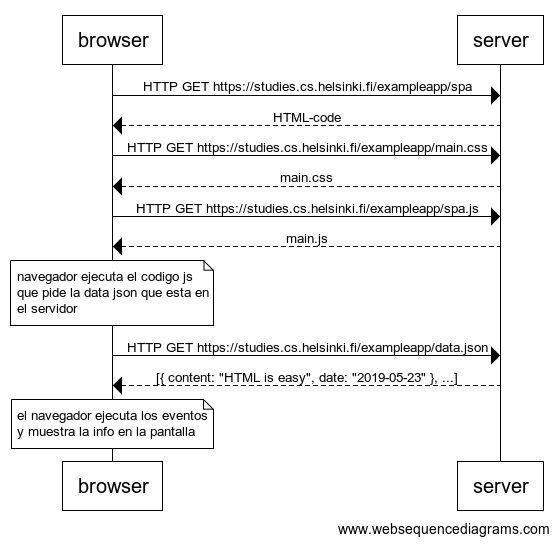 browser
server
HTTP GET https://studies.cs.helsinki.fi/exampleapp/spa
HTML-code
HTTP GET https://studies.cs.helsinki.fi/exampleapp/main.css
main.css
HTTP GET https://studies.cs.helsinki.fi/exampleapp/spa.js
main.js
navegador ejecuta el codigo js
que pide la data json que esta en
el servidor
HTTP GET https://studies.cs.helsinki.fi/exampleapp/data.json
[{ content: "HTML is easy", date: "2019-05-23" }, ...]
el navegador ejecuta los eventos
y muestra la info en la pantalla
browser
server
www.websequencediagrams.com